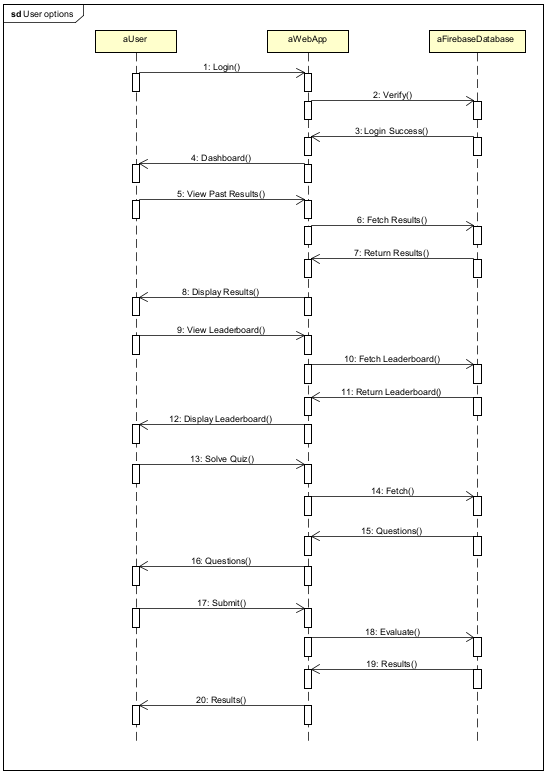 sd User options
aUser
aWebApp
aFirebaseDatabase
1: Login()
2: Verify()
3: Login Success()
4: Dashboard()
5: View Past Results()
6: Fetch Results()
7: Return Results()
8: Display Results()
9: View Leaderboard()
10: Fetch Leaderboard()
11: Return Leaderboard()
12: Display Leaderboard()
13: Solve Quiz()
14: Fetch()
15: Questions()
16: Questions()
17: Submit()
18: Evaluate()
19: Results()
20: Results()